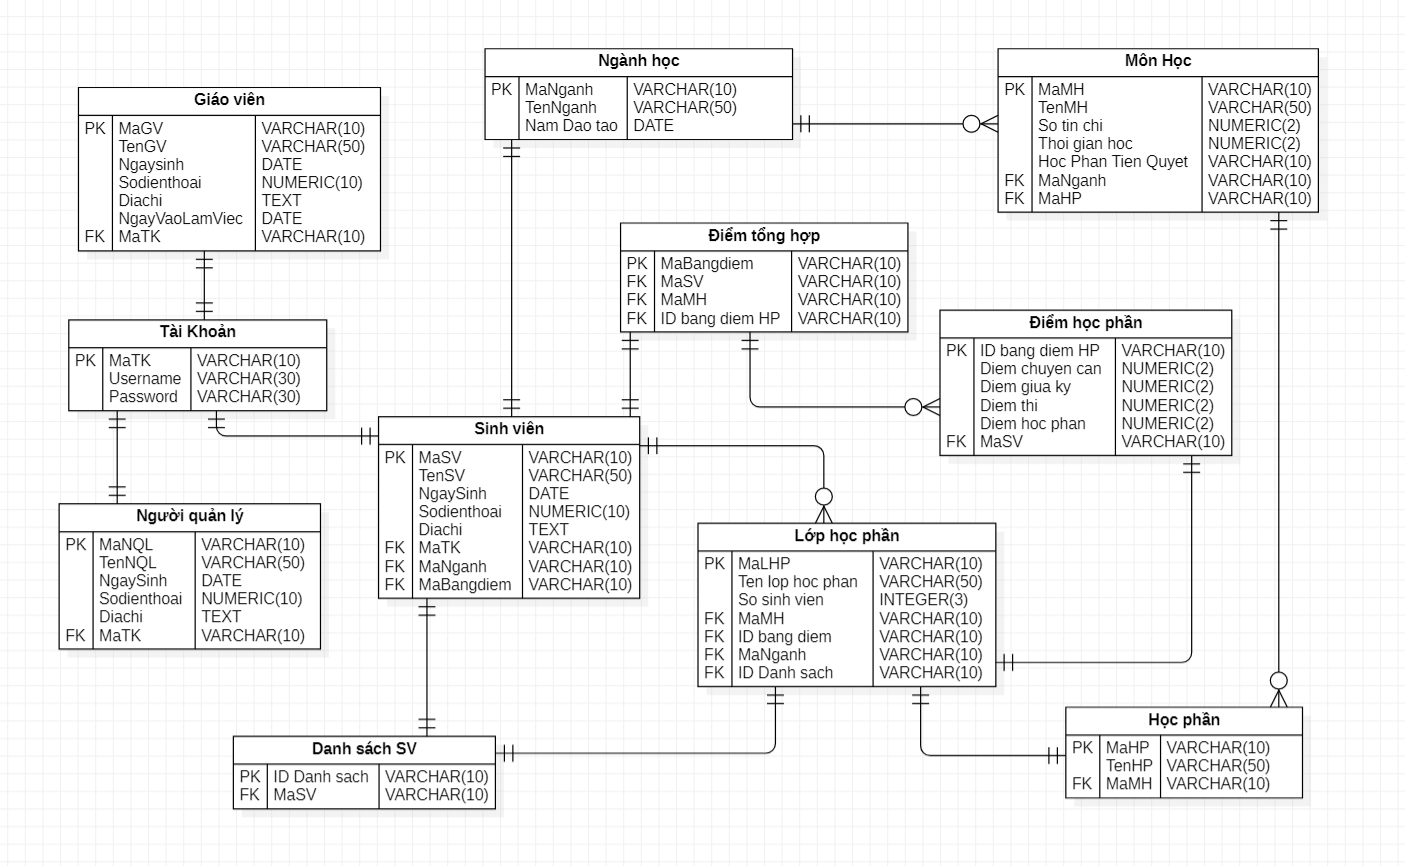 Ngành học
PK MaNganh VARCHAR(10)
TenNganh VARCHAR(50)
Nam Dao tao DATE
Môn Học
PK MaMH VARCHAR(10)
TenMH VARCHAR(50)
So tin chi NUMERIC(2)
Thoi gian hoc NUMERIC(2)
Hoc Phan Tien Quyet VARCHAR(10)
FK MaNganh VARCHAR(10)
FK MaHP VARCHAR(10)
Giáo viên
PK MaGV VARCHAR(10)
TenGV VARCHAR(50)
Ngaysinh DATE
Sodienthoai NUMERIC(10)
Diachi TEXT
NgayVaoLamViec DATE
FK MaTK VARCHAR(10)
Điểm tổng hợp
PK MaBangdiem VARCHAR(10)
FK MaSV VARCHAR(10)
FK MaMH VARCHAR(10)
FK ID bang diem HP VARCHAR(10)
Điểm học phần
PK ID bang diem HP VARCHAR(10)
Diem chuyen can NUMERIC(2)
Diem giua ky NUMERIC(2)
Diem thi NUMERIC(2)
Diem hoc phan NUMERIC(2)
FK MaSV VARCHAR(10)
Tài Khoản
PK MaTK VARCHAR(10)
Username VARCHAR(30)
Password VARCHAR(30)
Sinh viên
PK MaSV VARCHAR(10)
TenSV VARCHAR(50)
NgaySinh DATE
Sodienthoai NUMERIC(10)
Diachi TEXT
FK MaTK VARCHAR(10)
FK MaNganh VARCHAR(10)
FK MaBangdiem VARCHAR(10)
Người quản lý
PK MaNQL VARCHAR(10)
TenNQL VARCHAR(50)
NgaySinh DATE
Sodienthoai NUMERIC(10)
Diachi TEXT
FK MaTK VARCHAR(10)
Lớp học phần
PK MaLHP VARCHAR(10)
Ten lop hoc phan VARCHAR(50)
So sinh vien INTEGER(3)
FK MaMH VARCHAR(10)
FK ID bang diem VARCHAR(10)
FK MaNganh VARCHAR(10)
FK ID Danh sach VARCHAR(10)
Danh sách SV
PK ID Danh sach VARCHAR(10)
FK MaSV VARCHAR(10)
Học phần
PK MaHP VARCHAR(10)
TenHP VARCHAR(50)
FK MaMH VARCHAR(10)